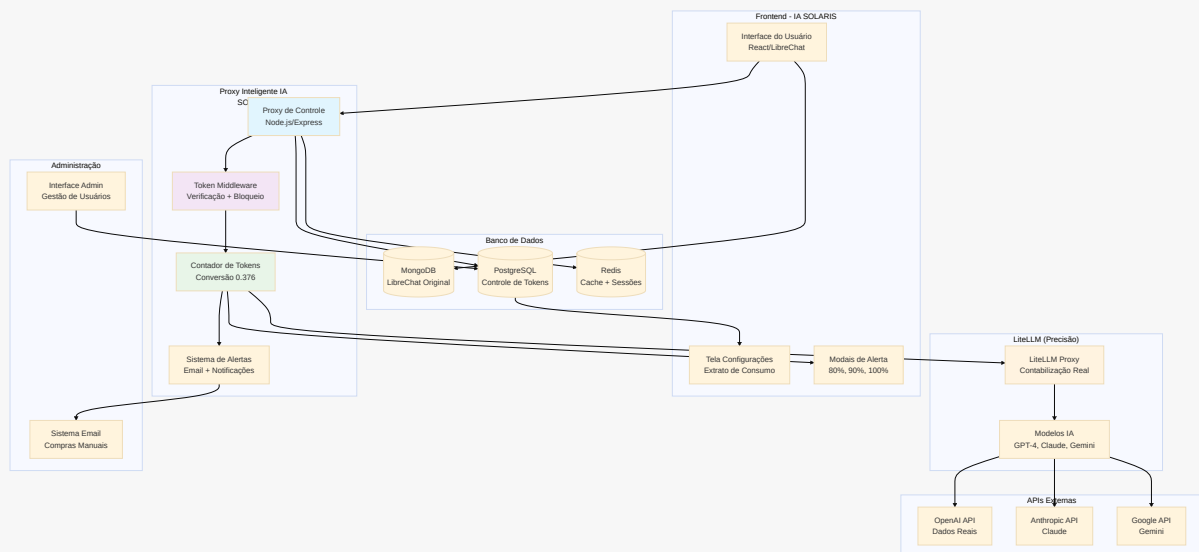 Frontend - IA SOLARIS
Interface do Usuário
React/LibreChat
Proxy Inteligente IA
SO
Proxy de Controle
Node.js/Express
Administração
Interface Admin
Gestão de Usuários
Token Middleware
Verificação + Bloqueio
Banco de Dados
MongoDB
LibreChat Original
PostgreSQL
Controle de Tokens
Redis
Cache + Sessões
Contador de Tokens
Conversão 0.376
LiteLLM (Precisão)
Sistema de Alertas
Email + Notificações
Tela Configurações
Extrato de Consumo
Modais de Alerta
80%, 90%, 100%
LiteLLM Proxy
Contabilização Real
Sistema Email
Compras Manuais
Modelos IA
GPT-4, Claude, Gemini
APIs Externas
OpenAI API
Dados Reais
Anthropic API
Claude
Google API
Gemini